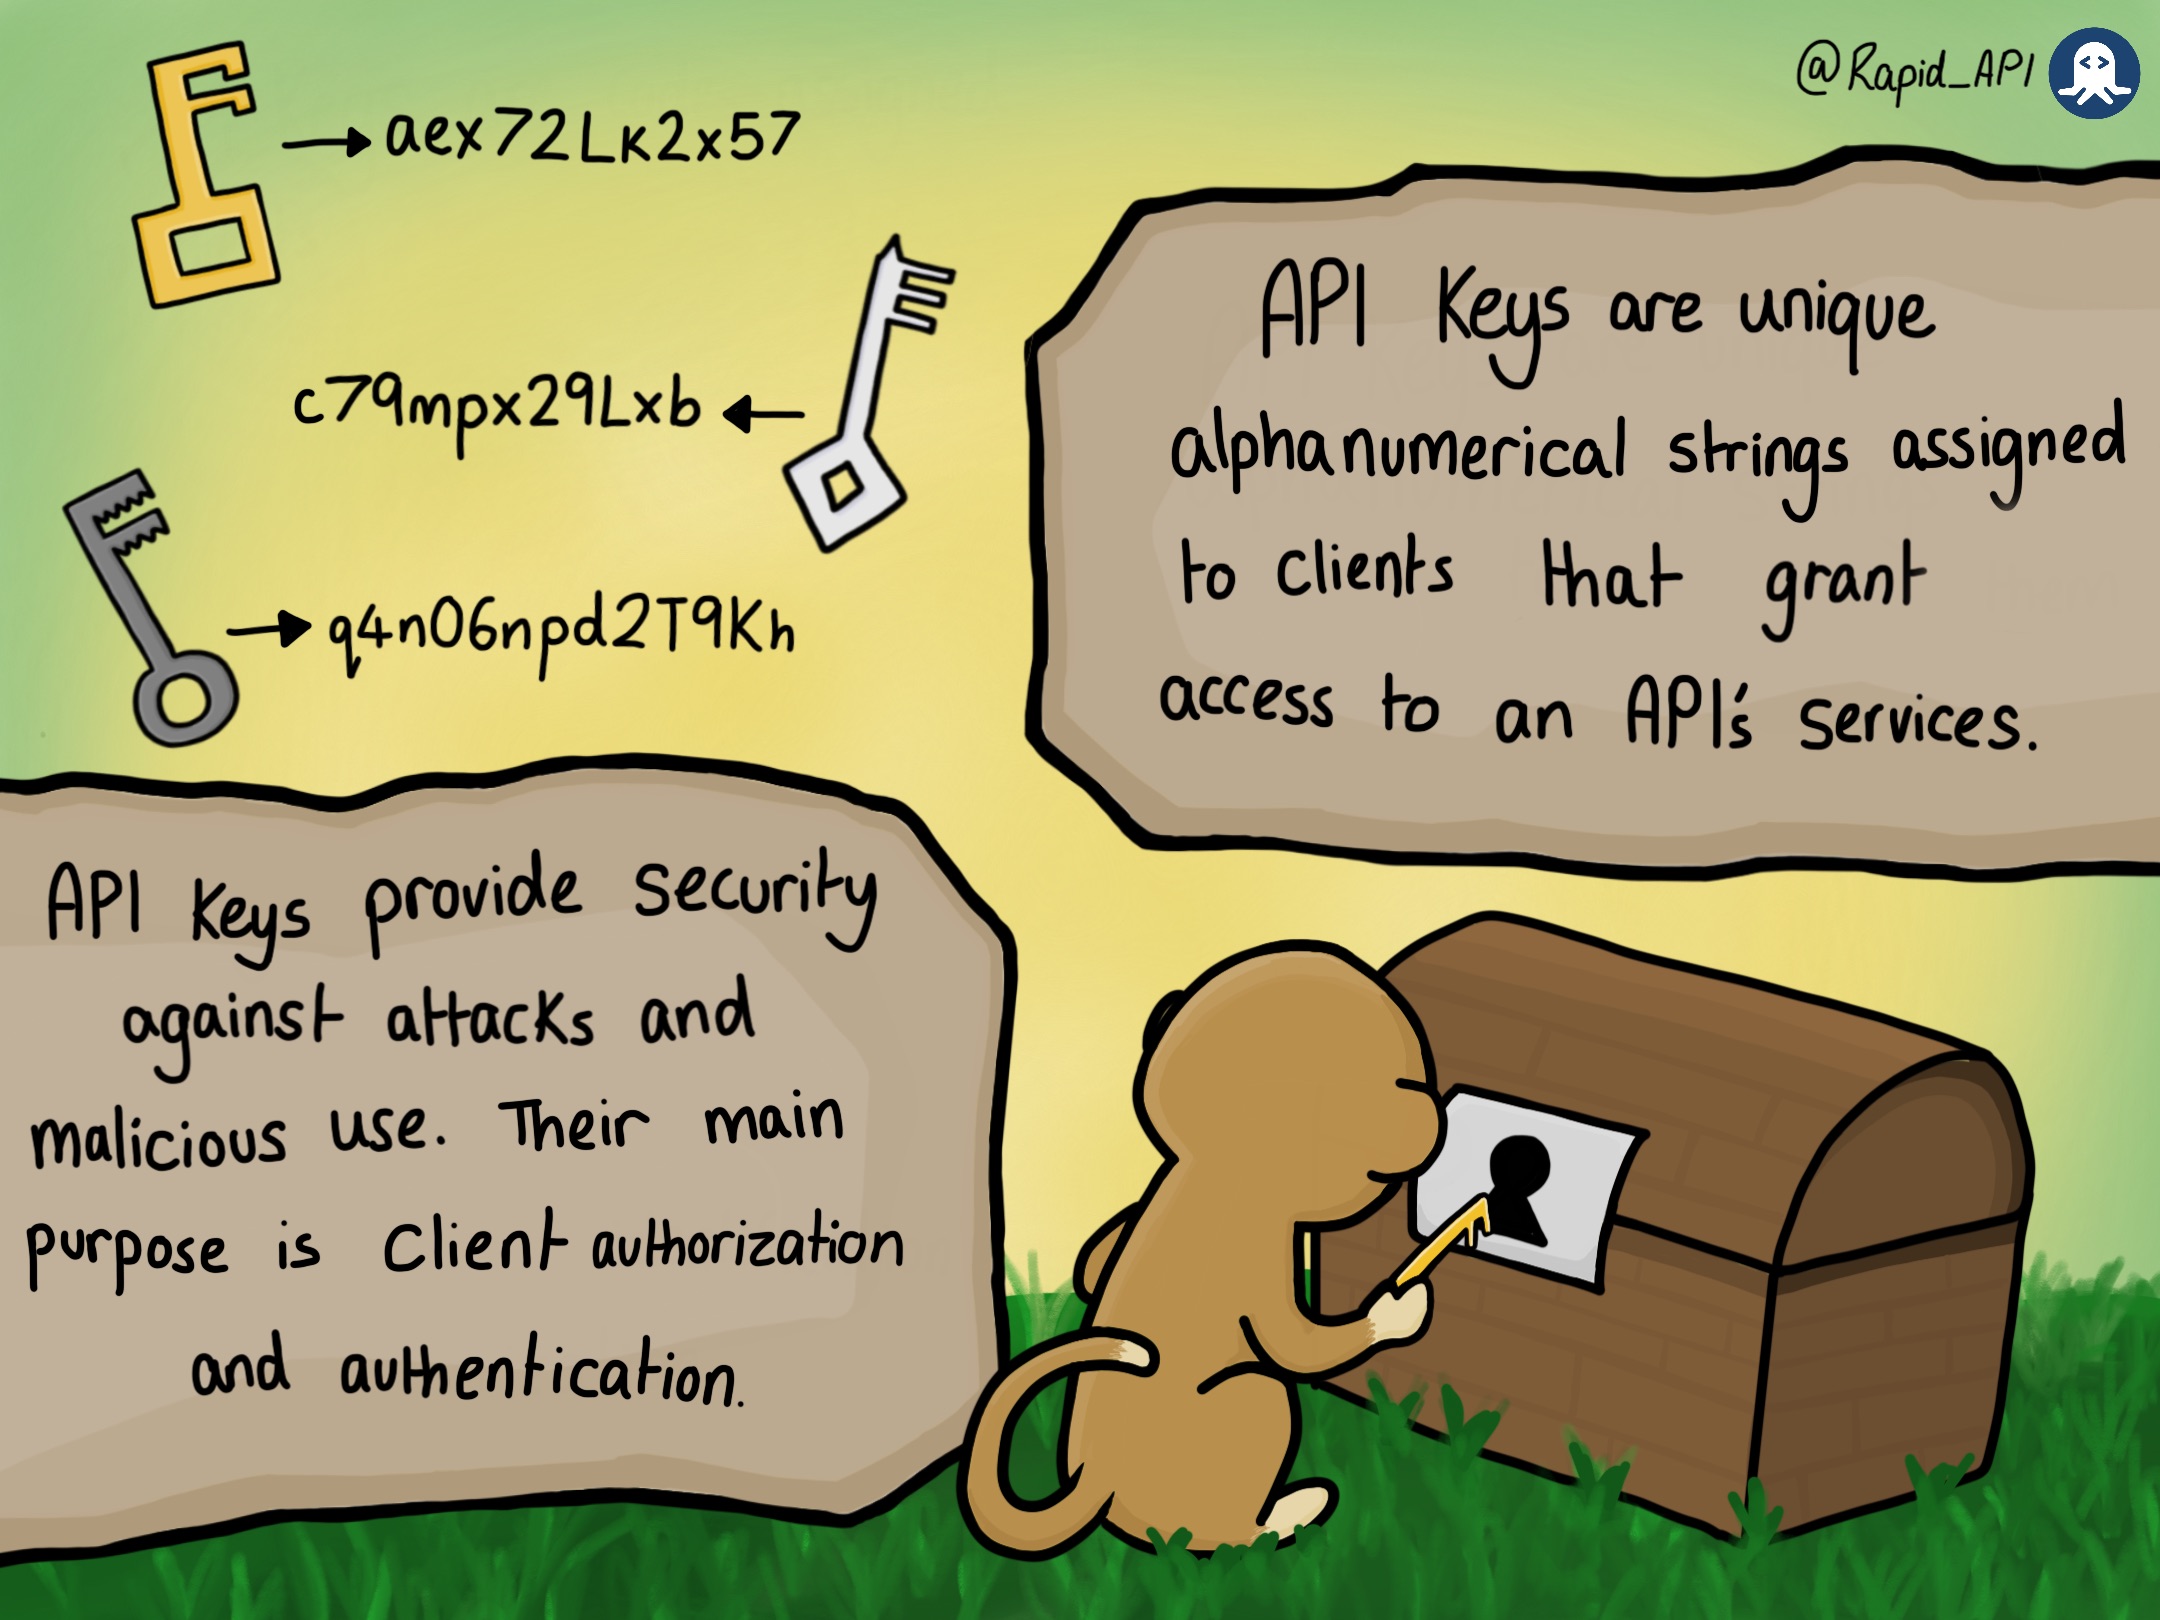 @Rapid_API
aex72Lk2x57
c79mpx29Lxb
q4n06npd2T9Kh
API Keys are unique
alphanumerical strings assigned
to clients that grant
access to an API's services.
API Keys provide security
against attacks and
malicious use. Their main
purpose is client authorization
and authentication.